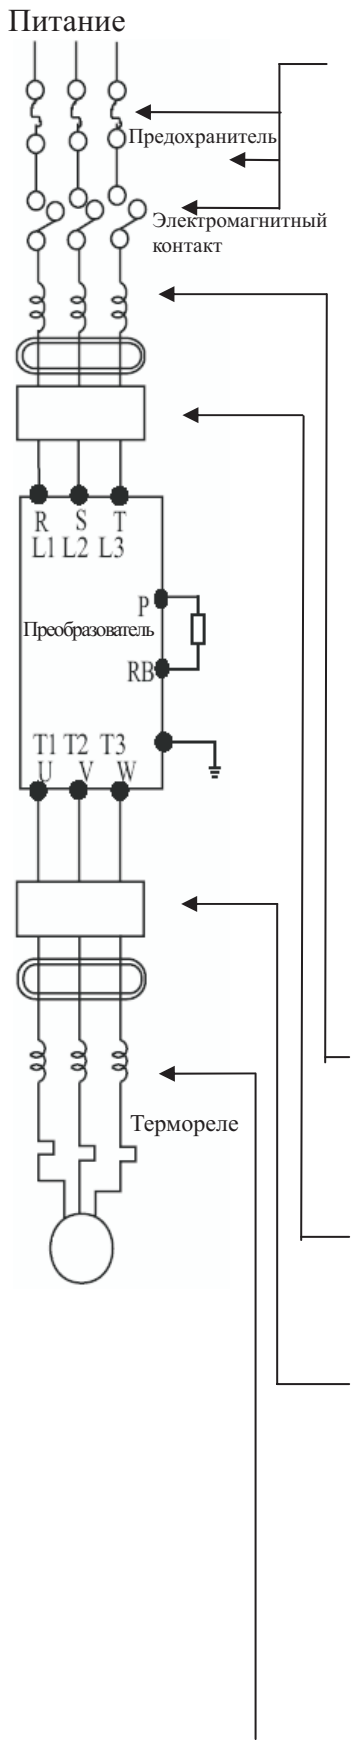 Питание
Предохранитель
Электромагнитный
контакт
R S T
L1 L2 L3
P
Преобразователь
RB
T1 T2 T3
U V W
Термореле